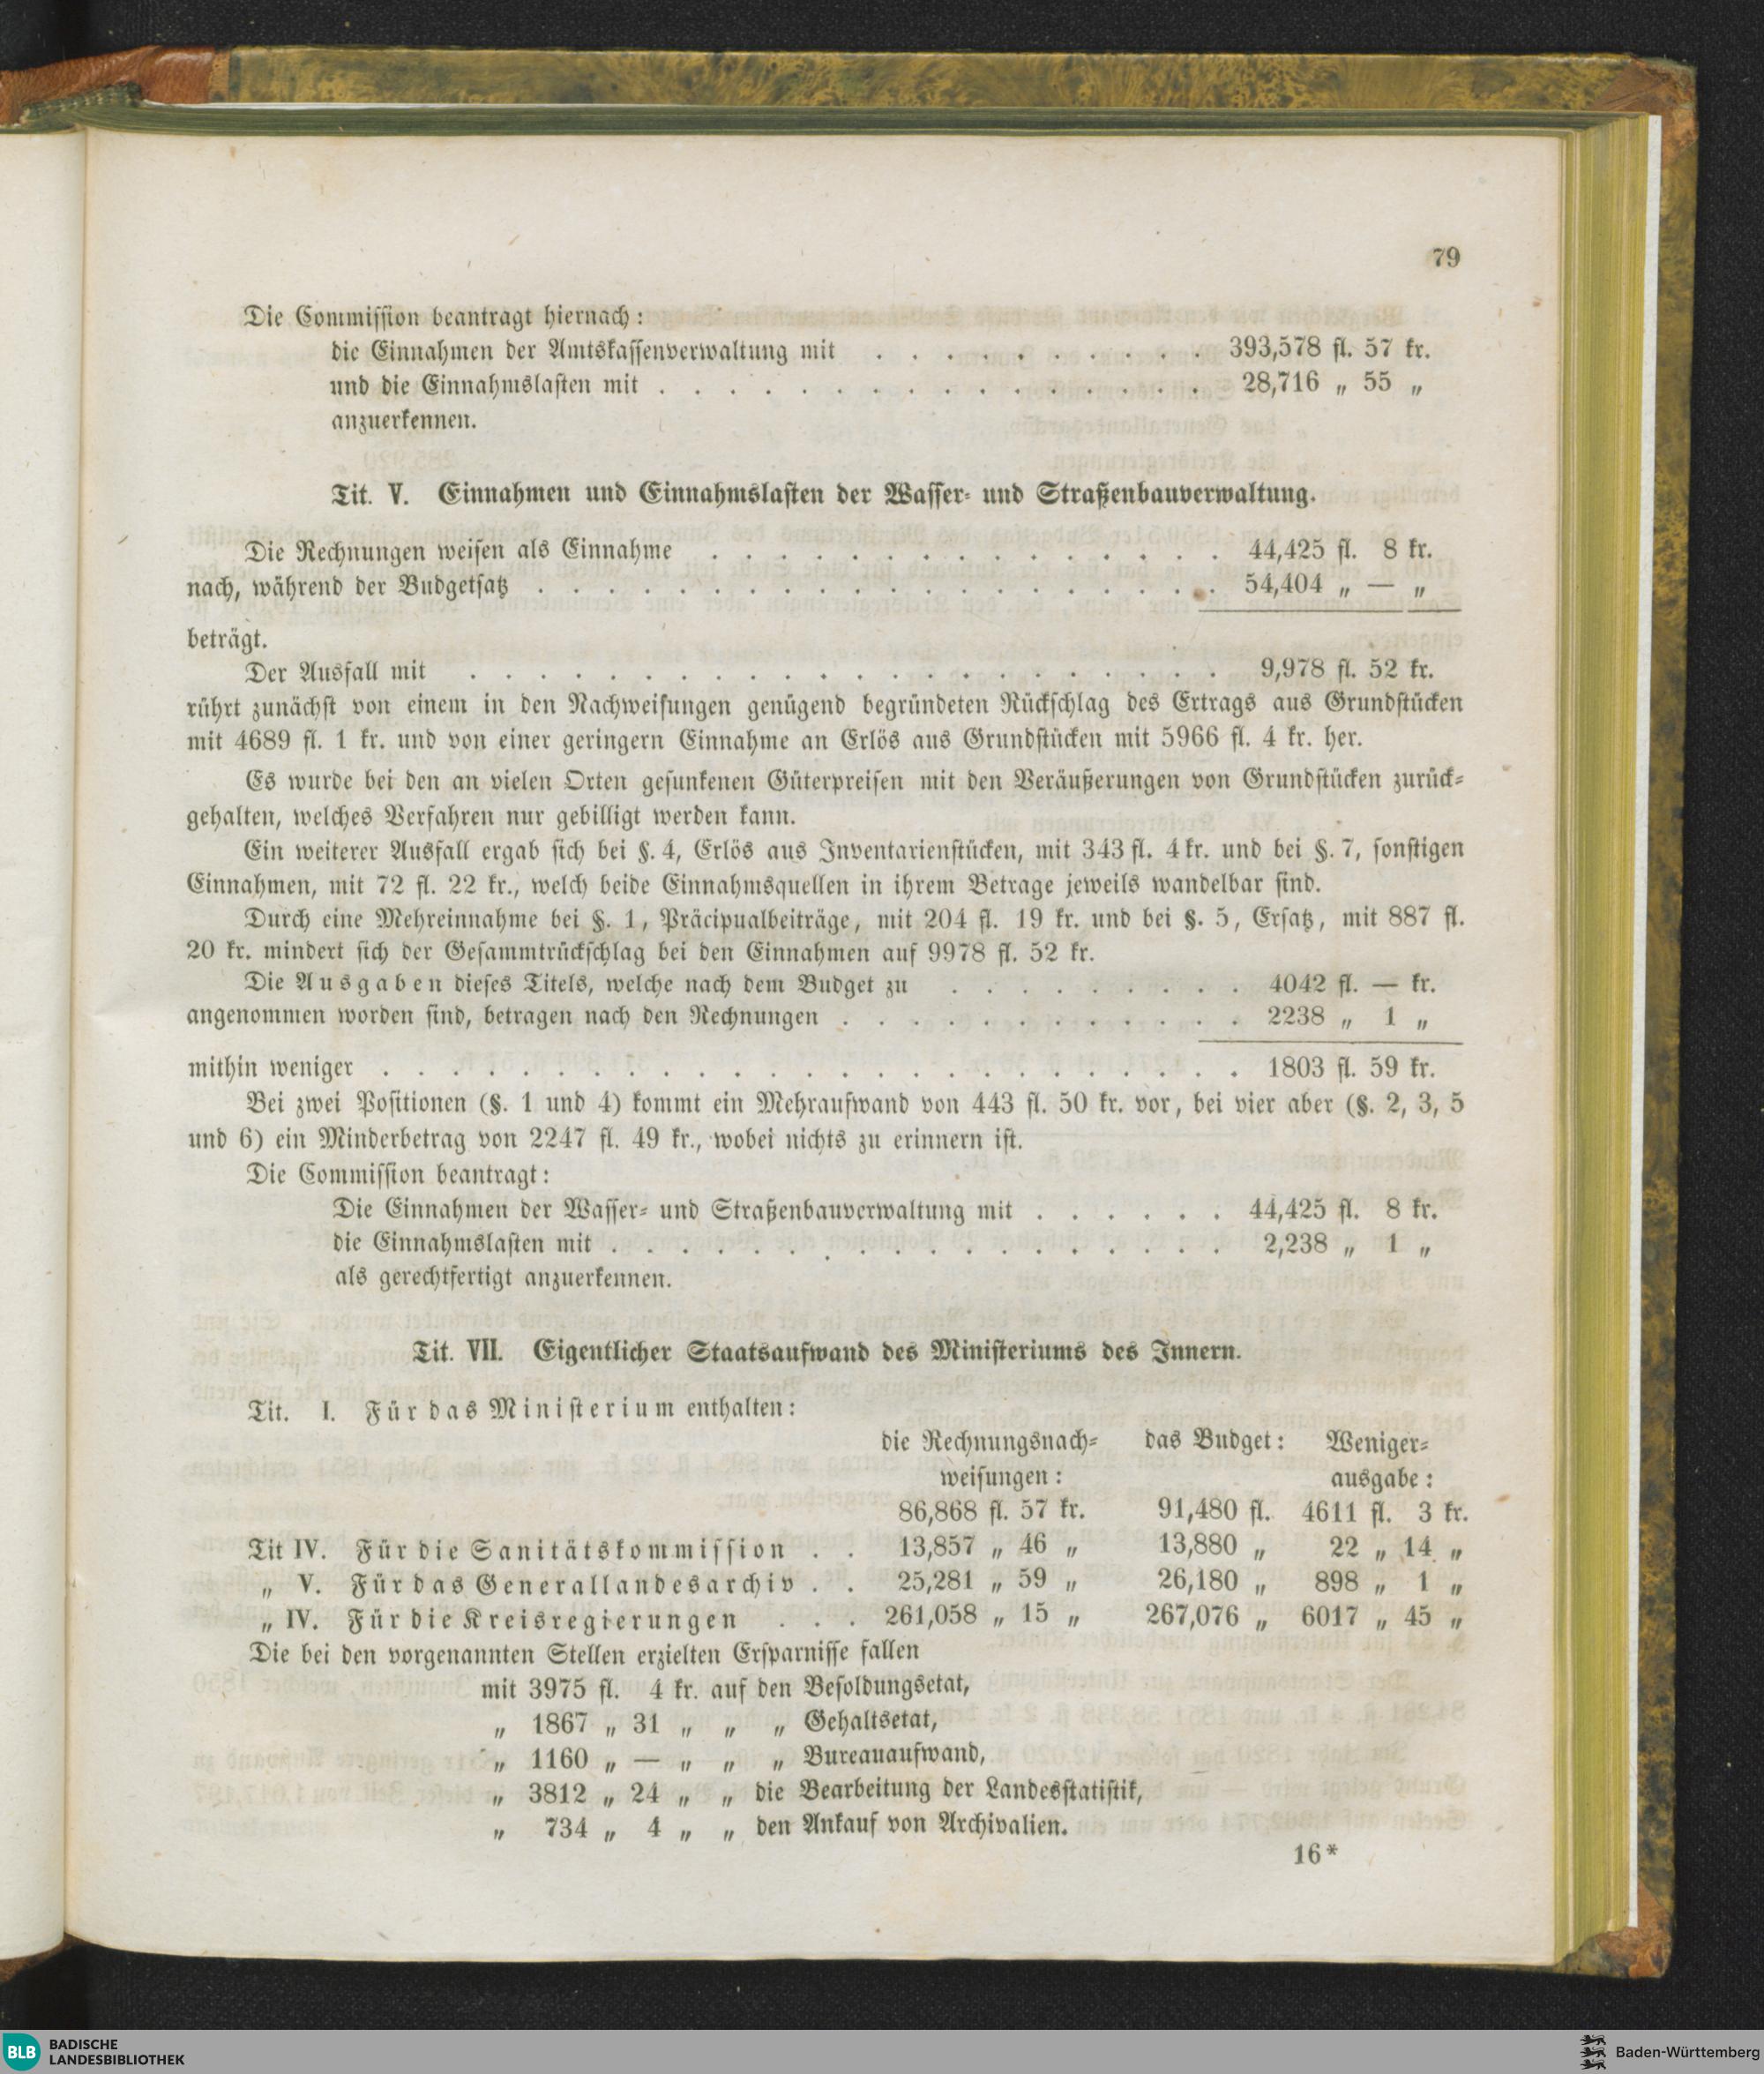 79
Die Commission beantragt hiernach:
die Einnahmen der Amtskassenverwaltung mit . . . . . . . . . . 393,578 fl. 57 kr.
und die Einnahmslasten mit . . . . . . . . . . . . . . . . 28,716 „ 55 „
anzuerkennen.
Tit. V. Einnahmen und Einnahmslasten der Wasser- und Straßenbauverwaltung.
Die Rechnungen weisen als Einnahme . . . . . . . . . . . . . . . 44,425 fl. 8 kr.
nach, während der Budgetsatz . . . . . . . . . . . . . . . . . . . . 54,404 „ — „
beträgt.
Der Ausfall mit . . . . . . . . . . . . . . . . . . . . . . 9,978 fl. 52 kr.
rührt zunächst von einem in den Nachweisungen genügend begründeten Rückschlag des Ertrags aus Grundstücken
mit 4689 fl. 1 kr. und von einer geringern Einnahme an Erlös aus Grundstücken mit 5966 fl. 4 kr. her.
Es wurde bei den an vielen Orten gesunkenen Güterpreisen mit den Veräußerungen von Grundstücken zurück-
gehalten, welches Verfahren nur gebilligt werden kann.
Ein weiterer Ausfall ergab sich bei §. 4, Erlös aus Inventarienstücken, mit 343 fl. 4 kr. und bei §. 7, sonstigen
Einnahmen, mit 72 fl. 22 kr., welch beide Einnahmsquellen in ihrem Betrage jeweils wandelbar sind.
Durch eine Mehreinnahme bei §. 1, Präcipualbeiträge, mit 204 fl. 19 kr. und bei §. 5, Ersatz, mit 887 fl.
20 kr. mindert sich der Gesammtrückschlag bei den Einnahmen auf 9978 fl. 52 kr.
Die Ausgaben dieses Titels, welche nach dem Budget zu . . . . . . . . . 4042 fl. — kr.
angenommen worden sind, betragen nach den Rechnungen . . . . . . . . . . . . 2238 „ 1 „
mithin weniger . . . . . . . . . . . . . . . . . . . . . . . . . 1803 fl. 59 kr.
Bei zwei Positionen (§. 1 und 4) kommt ein Mehraufwand von 443 fl. 50 kr. vor, bei vier aber (§. 2, 3, 5
und 6) ein Minderbetrag von 2247 fl. 49 kr., wobei nichts zu erinnern ist.
Die Commission beantragt:
Die Einnahmen der Wasser- und Straßenbauverwaltung mit . . . . . . 44,425 fl. 8 kr.
die Einnahmslasten mit . . . . . . . . . . . . . . . . . . 2,238 „ 1 „
als gerechtfertigt anzuerkennen.
Tit. VII. Eigentlicher Staatsaufwand des Ministeriums des Innern.
Tit. I. Für das Ministerium enthalten:
die Rechnungsnach- das Budget: Weniger-
weisungen: ausgabe:
86,868 fl. 57 kr. 91,480 fl. 4611 fl. 3 kr.
Tit IV. Für die Sanitätskommission . . 13,857 „ 46 „ 13,880 „ 22 „ 14 „
„ V. Für das Generallandesarchiv . . 25,281 „ 59 „ 26,180 „ 898 „ 1 „
„ IV. Für die Kreisregierungen . . . 261,058 „ 15 „ 267,076 „ 6017 „ 45 „
Die bei den vorgenannten Stellen erzielten Ersparnisse fallen
mit 3975 fl. 4 kr. auf den Besoldungsetat,
„ 1867 „ 31 „ „ „ Gehaltsetat,
„ 1160 „ — „ „ „ Bureauaufwand,
„ 3812 „ 24 „ „ die Bearbeitung der Landesstatistik,
„ 734 „ 4 „ „ den Ankauf von Archivalien.
16*
BLB BADISCHE
LANDESBIBLIOTHEK
Baden-Württemberg